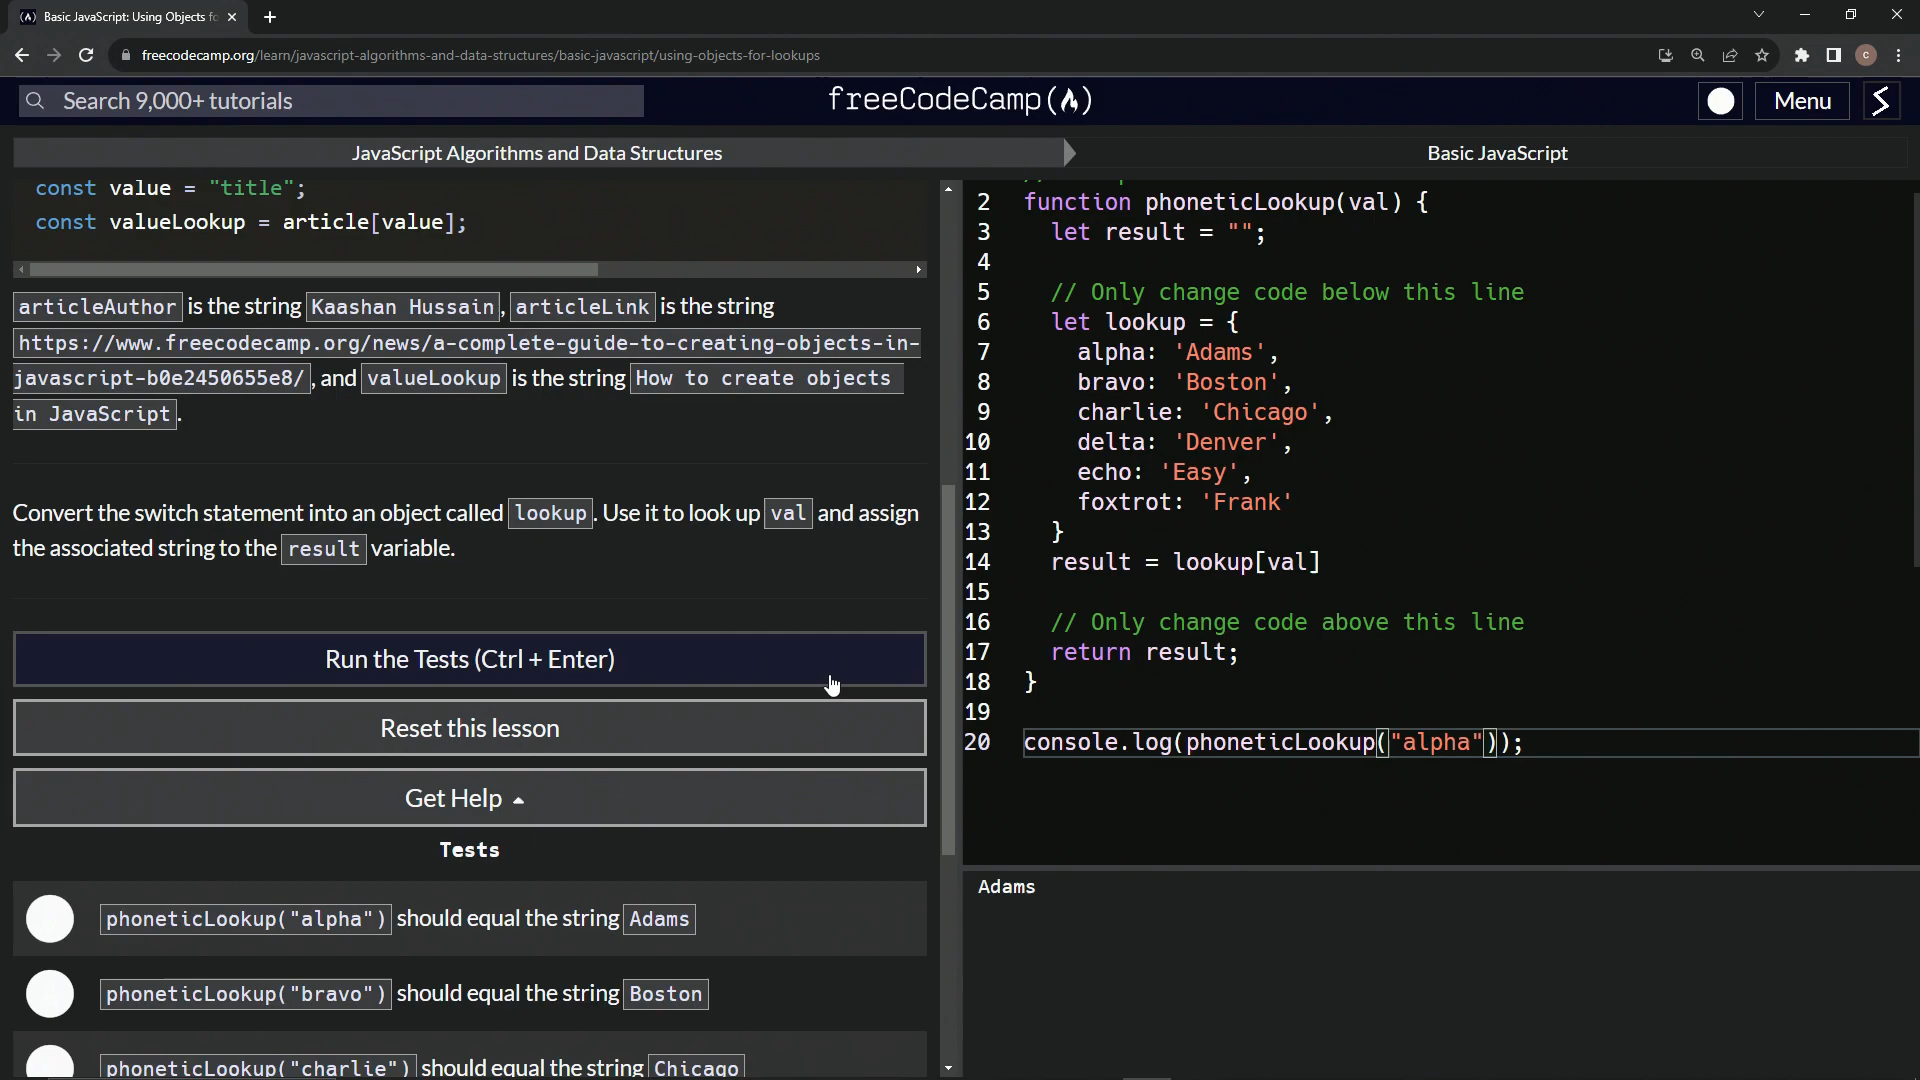 Basic JavaScript: Using Objects fo
freecodecamp.org/learn/javascript-algorithms-and-data-structures/basic-javascript/using-objects-for-lookups
c
Search 9,000+ tutorials
freeCodeCamp
Menu
JavaScript Algorithms and Data Structures
Basic JavaScript
const value = "title";
const valueLookup = article[value];
articleAuthor is the string Kaashan Hussain, articleLink is the string
https://www.freecodecamp.org/news/a-complete-guide-to-creating-objects-in-
javascript-b0e2450655e8/, and valueLookup is the string How to create objects
in JavaScript.
Convert the switch statement into an object called lookup. Use it to look up val and assign
the associated string to the result variable.
Run the Tests (Ctrl + Enter)
Reset this lesson
Get Help
Tests
phoneticLookup("alpha") should equal the string Adams
phoneticLookup("bravo") should equal the string Boston
phoneticLookup("charlie") should equal the string Chicago
2 function phoneticLookup(val) {
3 let result = "";
4
5 // Only change code below this line
6 let lookup = {
7 alpha: 'Adams',
8 bravo: 'Boston',
9 charlie: 'Chicago',
10 delta: 'Denver',
11 echo: 'Easy',
12 foxtrot: 'Frank'
13 }
14 result = lookup[val]
15
16 // Only change code above this line
17 return result;
18 }
19
20 console.log(phoneticLookup("alpha"));
Adams